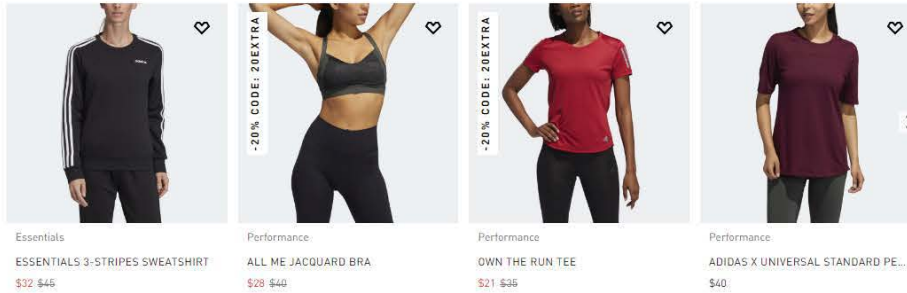 -20% CODE: 20EXTRA
-20% CODE: 20EXTRA
Essentials
ESSENTIALS 3-STRIPES SWEATSHIRT
$32 $45
Performance
ALL ME JACQUARD BRA
$28 $40
Performance
OWN THE RUN TEE
$21 $35
Performance
ADIDAS X UNIVERSAL STANDARD PE...
$40